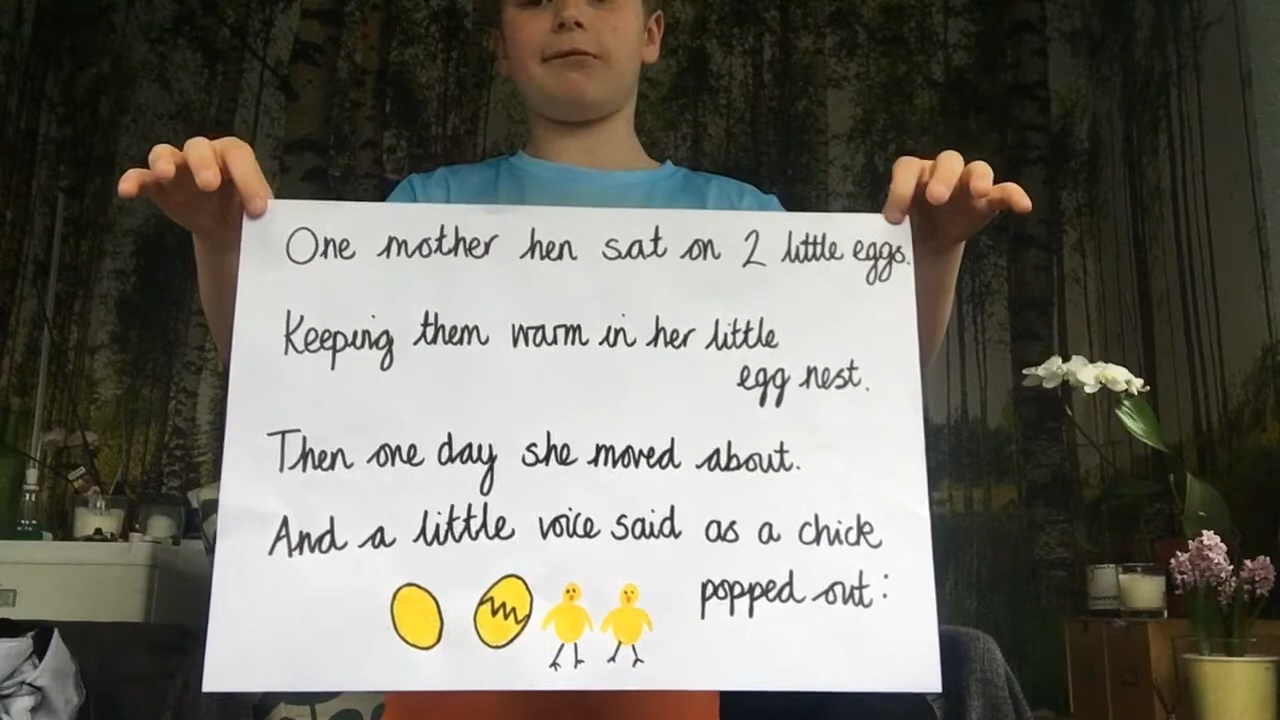 One mother hen sat on 2 little eggs.
Keeping them warm in her little
egg nest.
Then one day she moved about.
And a little voice said as a chick
popped out: